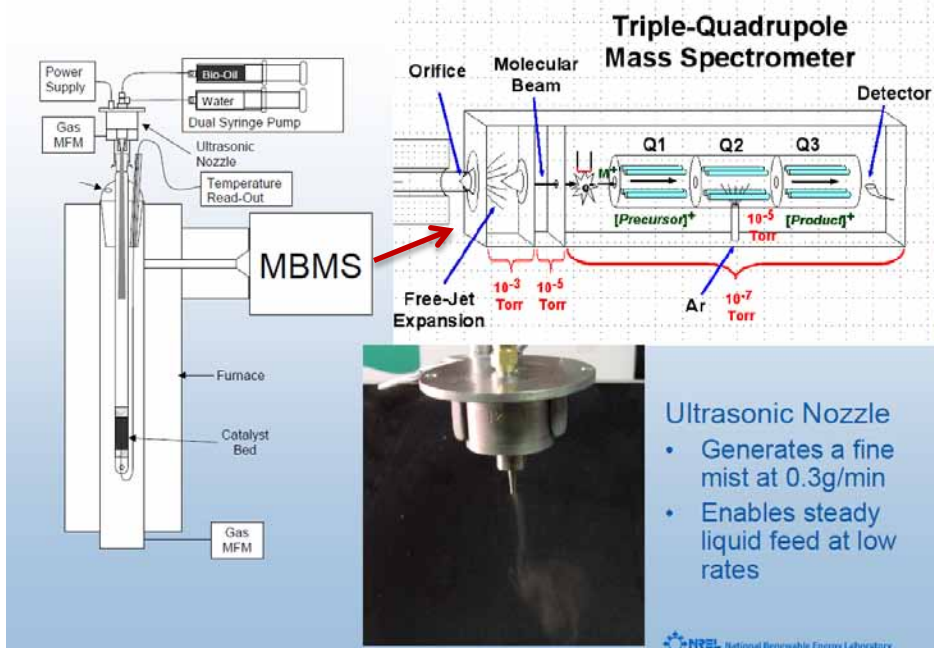 Power
Supply
Bio-Oil
Water
Dual Syringe Pump
Gas
MFM
Ultrasonic
Nozzle
Temperature
Read-Out
MBMS
Furnace
Catalyst
Bed
Gas
MFM
Triple-Quadrupole
Mass Spectrometer
Orifice
Molecular
Beam
Detector
Q1
Q2
Q3
M+
[Precursor]+
10-5
Torr
[Product]+
10-3
Torr
10-5
Torr
10-7
Torr
Free-Jet
Expansion
Ar
Ultrasonic Nozzle
• Generates a fine
mist at 0.3g/min
• Enables steady
liquid feed at low
rates
NREL National Renewable Energy Laboratory